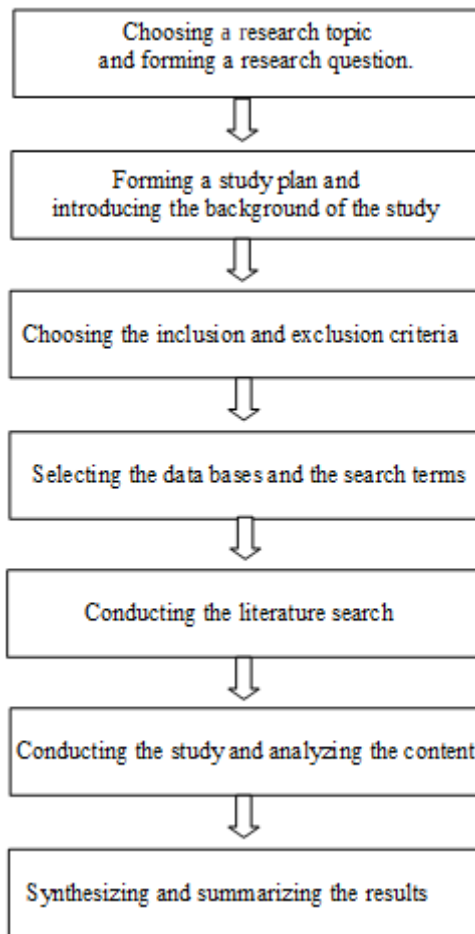 Choosing a research topic
and forming a research question.
Forming a study plan and
introducing the background of the study
Choosing the inclusion and exclusion criteria
Selecting the data bases and the search terms
Conducting the literature search
Conducting the study and analyzing the content
Synthesizing and summarizing the results